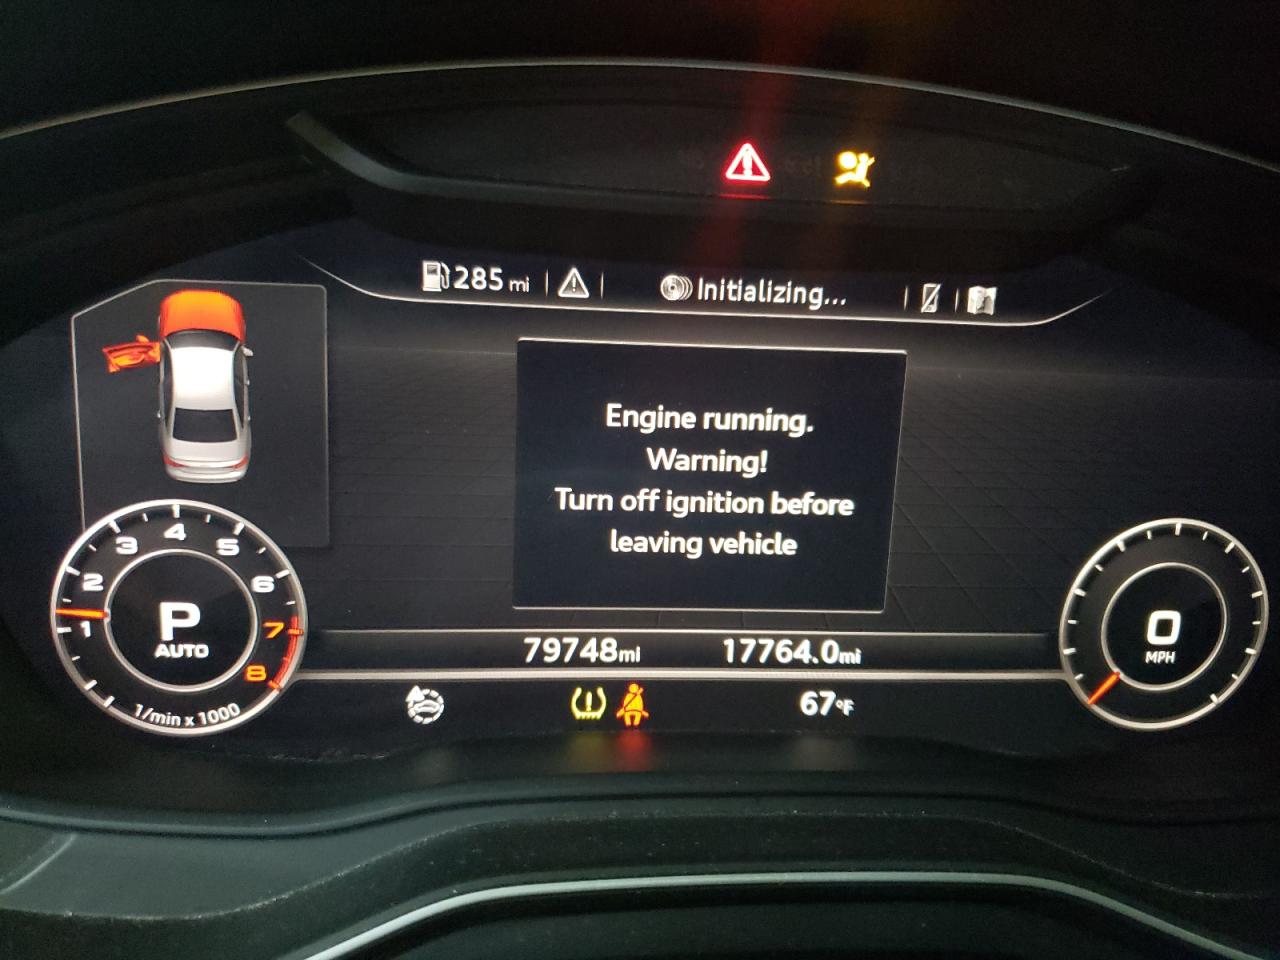 285 mi
Initializing...
Engine running.
Warning!
Turn off ignition before
leaving vehicle
1 2 3 4 5 6 7 8
P
AUTO
1/min x 1000
0
MPH
79748mi
17764.0mi
67°F